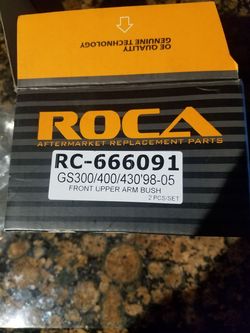 OE QUALITY
GENUINE TECHNOLOGY
ROCA
AFTERMARKET REPLACEMENT PARTS
RC-666091
GS300/400/430'98-05
FRONT UPPER ARM BUSH
2 PCS/SET